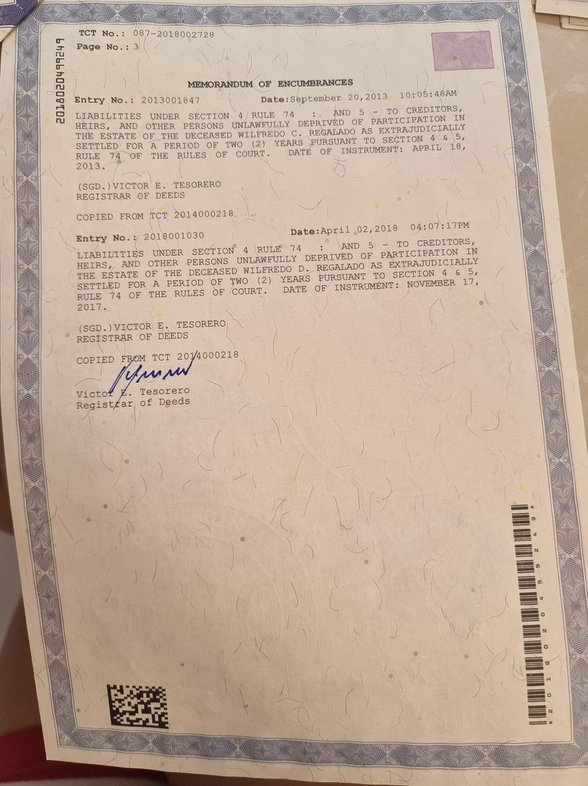 TCT No.: 087-2018002728
Page No.: 3
2018020499249
MEMORANDUM OF ENCUMBRANCES
Entry No.: 2013001847 Date:September 20,2013 10:05:48AM
LIABILITIES UNDER SECTION 4 RULE 74 : AND 5 - TO CREDITORS,
HEIRS, AND OTHER PERSONS UNLAWFULLY DEPRIVED OF PARTICIPATION IN
THE ESTATE OF THE DECEASED WILFREDO C. REGALADO AS EXTRAJUDICIALLY
SETTLED FOR A PERIOD OF TWO (2) YEARS PURSUANT TO SECTION 4 & 5,
RULE 74 OF THE RULES OF COURT. DATE OF INSTRUMENT: APRIL 18,
2013.
(SGD.)VICTOR E. TESORERO
REGISTRAR OF DEEDS
COPIED FROM TCT 2014000218
Entry No.: 2018001030 Date:April 02,2018 04:07:17PM
LIABILITIES UNDER SECTION 4 RULE 74 : AND 5 - TO CREDITORS,
HEIRS, AND OTHER PERSONS UNLAWFULLY DEPRIVED OF PARTICIPATION IN
THE ESTATE OF THE DECEASED WILFREDO D. REGALADO AS EXTRAJUDICIALLY
SETTLED FOR A PERIOD OF TWO (2) YEARS PURSUANT TO SECTION 4 & 5,
RULE 74 OF THE RULES OF COURT. DATE OF INSTRUMENT: NOVEMBER 17,
2017.
(SGD.)VICTOR E. TESORERO
REGISTRAR OF DEEDS
COPIED FROM TCT 2014000218
Victor E. Tesorero
Registrar of Deeds
*2018020499249*